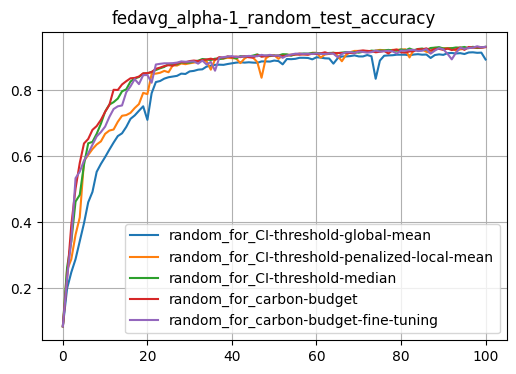 fedavg_alpha-1_random_test_accuracy
0.8
0.6
0.4
0.2
random_for_CI-threshold-global-mean
random_for_CI-threshold-penalized-local-mean
random_for_CI-threshold-median
random_for_carbon-budget
random_for_carbon-budget-fine-tuning
0 20 40 60 80 100